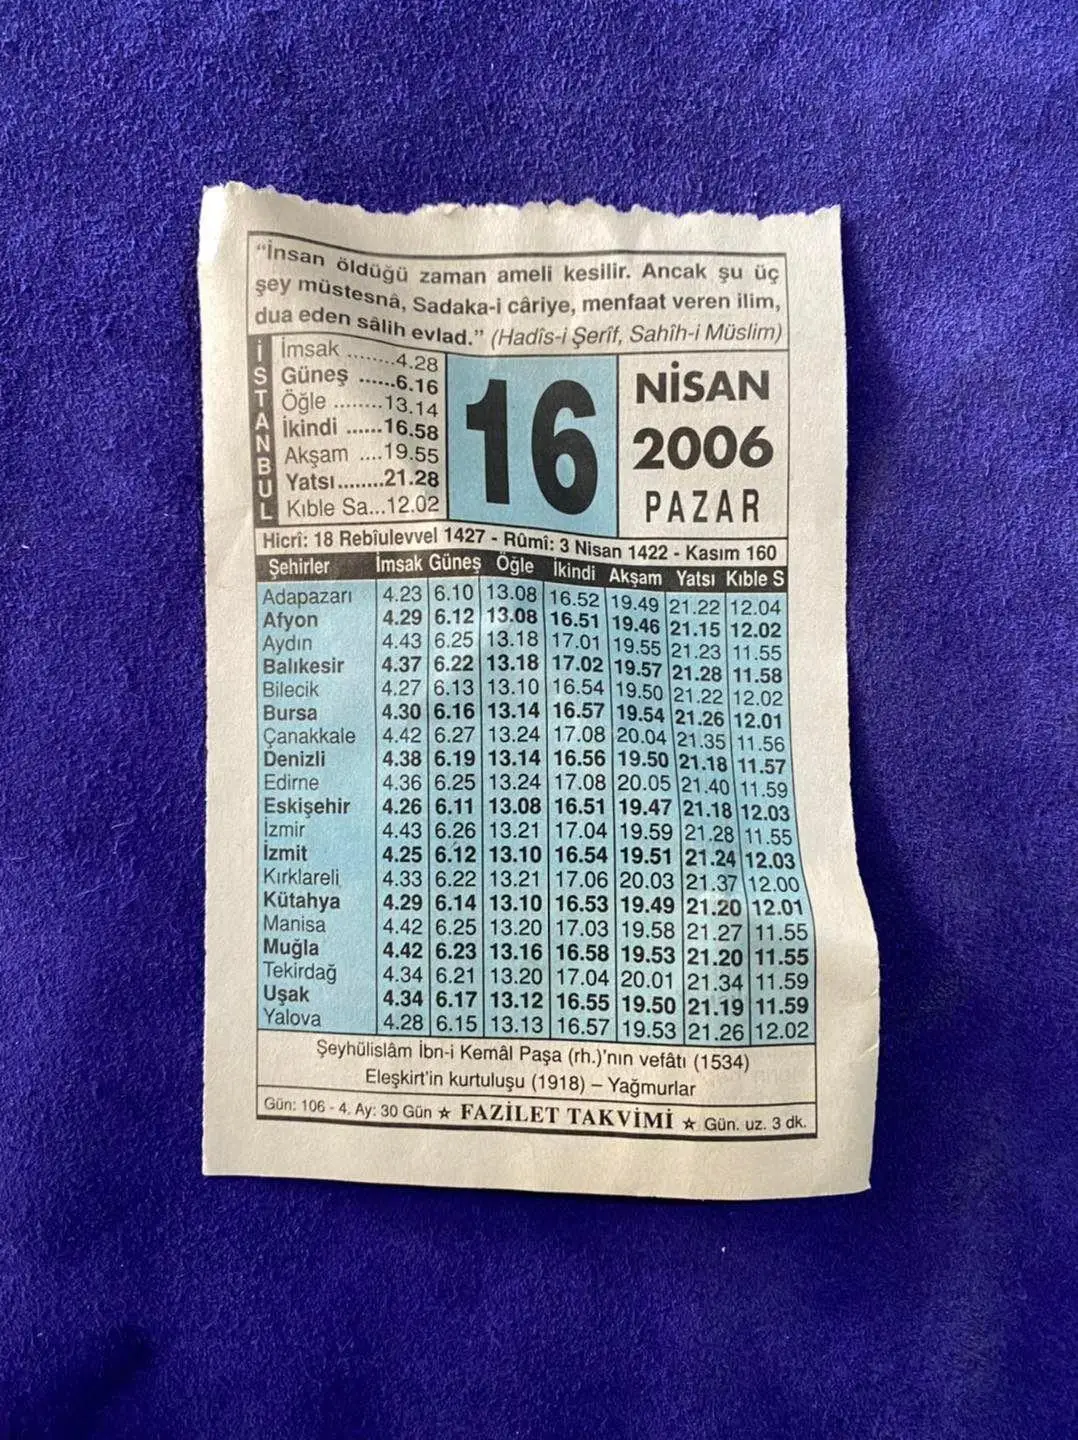 “İnsan öldüğü zaman ameli kesilir. Ancak şu üç
şey müstesnâ, Sadaka-i câriye, menfaat veren ilim,
dua eden sâlih evlad.” (Hadîs-i Şerîf, Sahîh-i Müslim)
İSTANBUL
İmsak ........4.28
Güneş ......6.16
Öğle ........13.14
İkindi ......16.58
Akşam ....19.55
Yatsı........21.28
Kıble Sa...12.02
16
NİSAN
2006
PAZAR
Hicrî: 18 Rebîulevvel 1427 - Rûmî: 3 Nisan 1422 - Kasım 160
Şehirler İmsak Güneş Öğle İkindi Akşam Yatsı Kıble S
Adapazarı 4.23 6.10 13.08 16.52 19.49 21.22 12.04
Afyon 4.29 6.12 13.08 16.51 19.46 21.15 12.02
Aydın 4.43 6.25 13.18 17.01 19.55 21.23 11.55
Balıkesir 4.37 6.22 13.18 17.02 19.57 21.28 11.58
Bilecik 4.27 6.13 13.10 16.54 19.50 21.22 12.02
Bursa 4.30 6.16 13.14 16.57 19.54 21.26 12.01
Çanakkale 4.42 6.27 13.24 17.08 20.04 21.35 11.56
Denizli 4.38 6.19 13.14 16.56 19.50 21.18 11.57
Edirne 4.36 6.25 13.24 17.08 20.05 21.40 11.59
Eskişehir 4.26 6.11 13.08 16.51 19.47 21.18 12.03
İzmir 4.43 6.26 13.21 17.04 19.59 21.28 11.55
İzmit 4.25 6.12 13.10 16.54 19.51 21.24 12.03
Kırklareli 4.33 6.22 13.21 17.06 20.03 21.37 12.00
Kütahya 4.29 6.14 13.10 16.53 19.49 21.20 12.01
Manisa 4.42 6.25 13.20 17.03 19.58 21.27 11.55
Muğla 4.42 6.23 13.16 16.58 19.53 21.20 11.55
Tekirdağ 4.34 6.21 13.20 17.04 20.01 21.34 11.59
Uşak 4.34 6.17 13.12 16.55 19.50 21.19 11.59
Yalova 4.28 6.15 13.13 16.57 19.53 21.26 12.02
Şeyhülislâm İbn-i Kemâl Paşa (rh.)’nın vefâtı (1534)
Eleşkirt’in kurtuluşu (1918) – Yağmurlar
Gün: 106 - 4. Ay: 30 Gün ☆ FAZİLET TAKVİMİ ☆ Gün. uz. 3 dk.